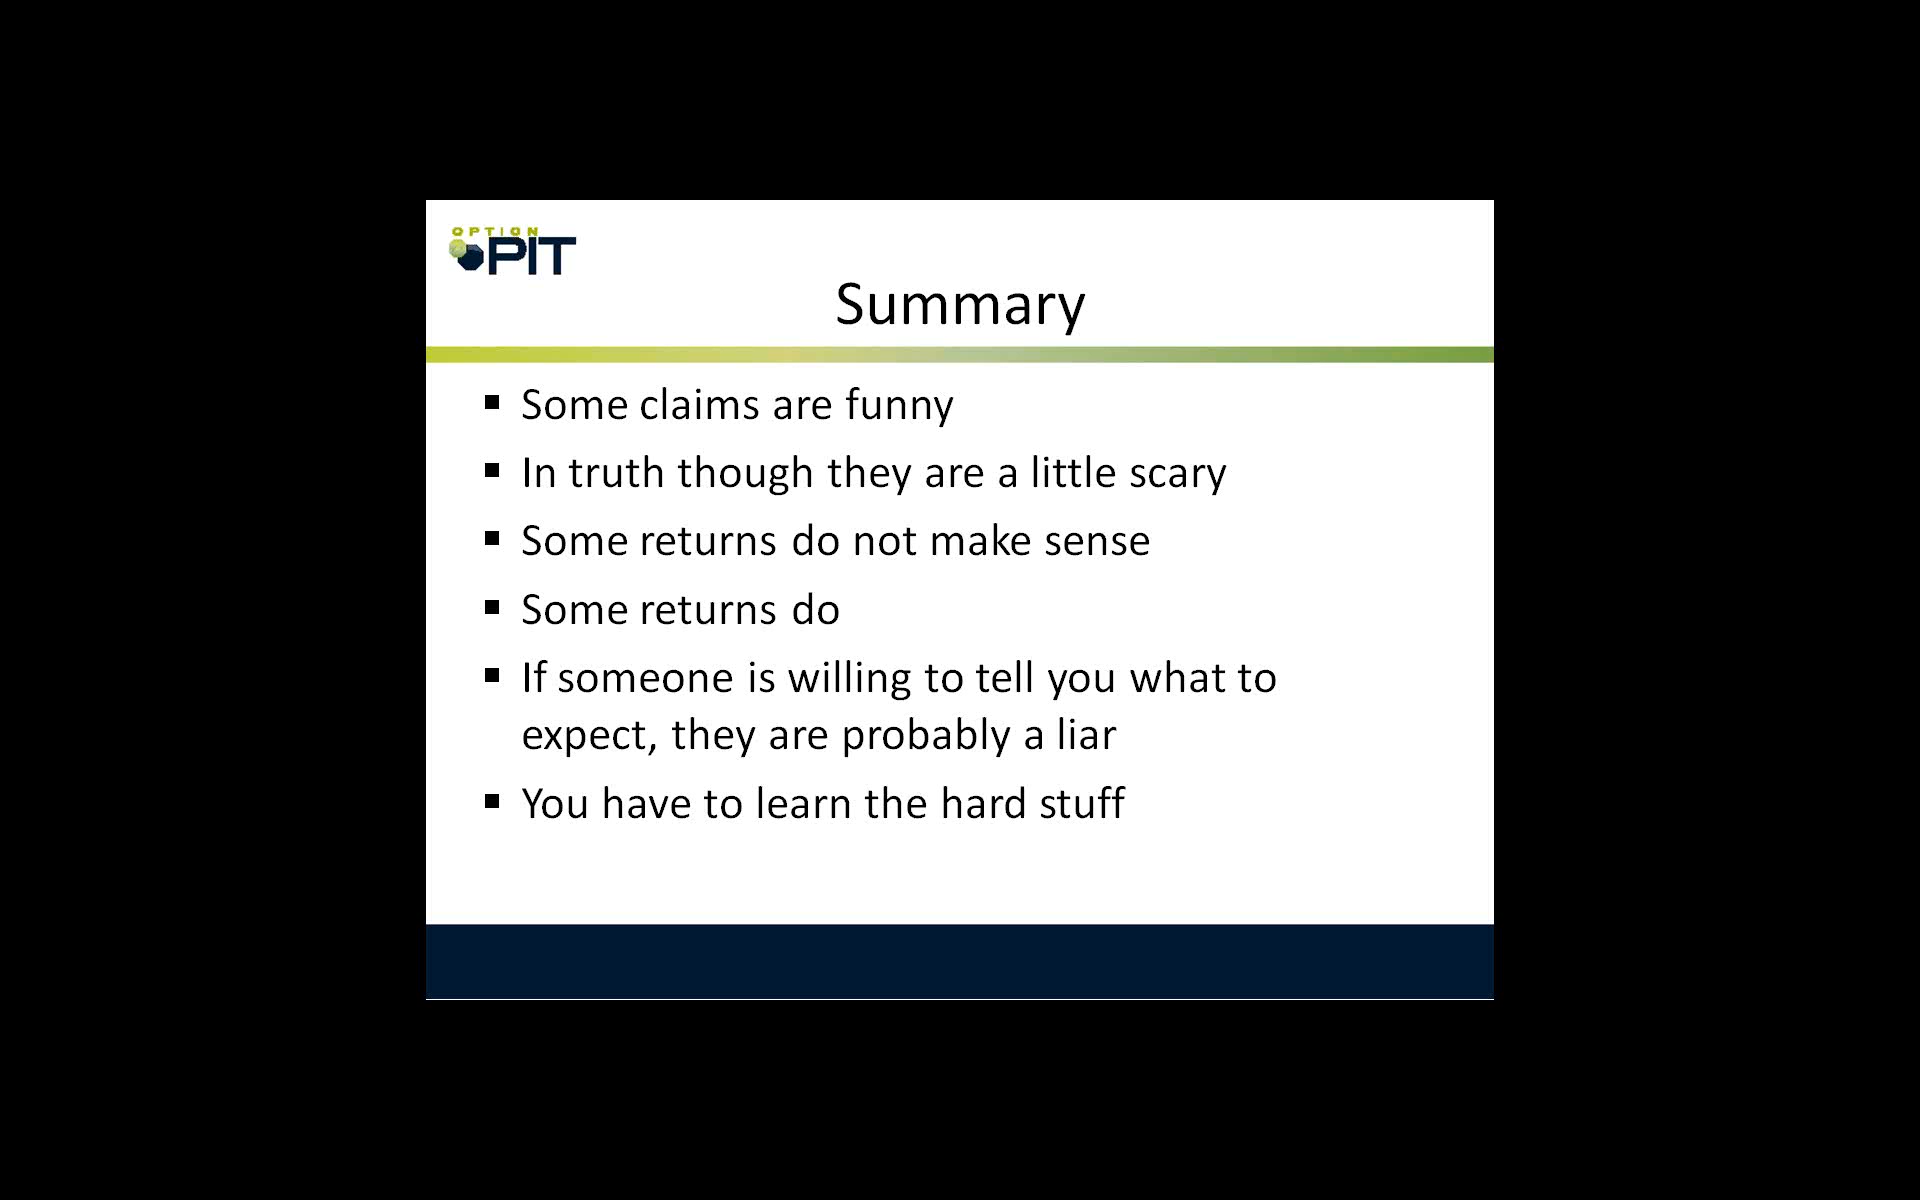 OPTION
PIT
Summary
▪ Some claims are funny
▪ In truth though they are a little scary
▪ Some returns do not make sense
▪ Some returns do
▪ If someone is willing to tell you what to
expect, they are probably a liar
▪ You have to learn the hard stuff